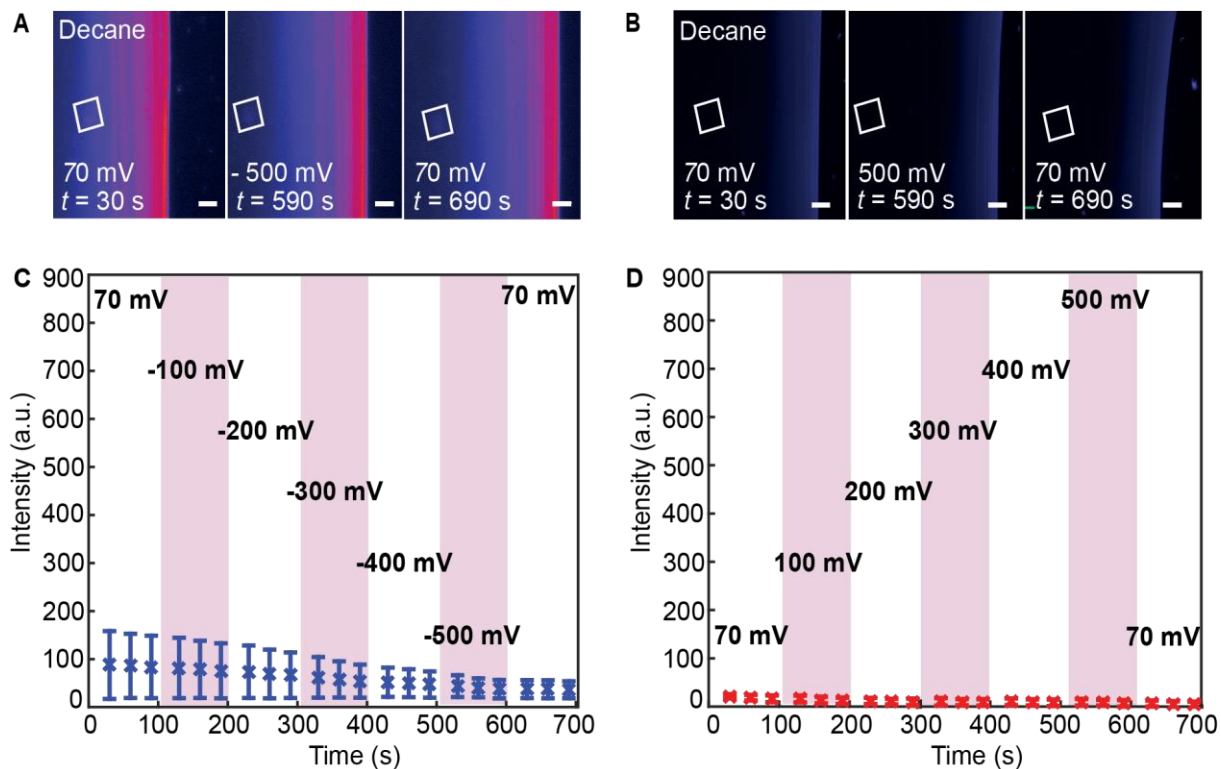 A
Decane
70 mV
t = 30 s
- 500 mV
t = 590 s
70 mV
t = 690 s
B
Decane
70 mV
t = 30 s
500 mV
t = 590 s
70 mV
t = 690 s
C
Intensity (a.u.)
900
800
700
600
500
400
300
200
100
0
70 mV
-100 mV
-200 mV
-300 mV
-400 mV
-500 mV
70 mV
0 100 200 300 400 500 600 700
Time (s)
D
Intensity (a.u.)
900
800
700
600
500
400
300
200
100
0
70 mV
100 mV
200 mV
300 mV
400 mV
500 mV
70 mV
0 100 200 300 400 500 600 700
Time (s)